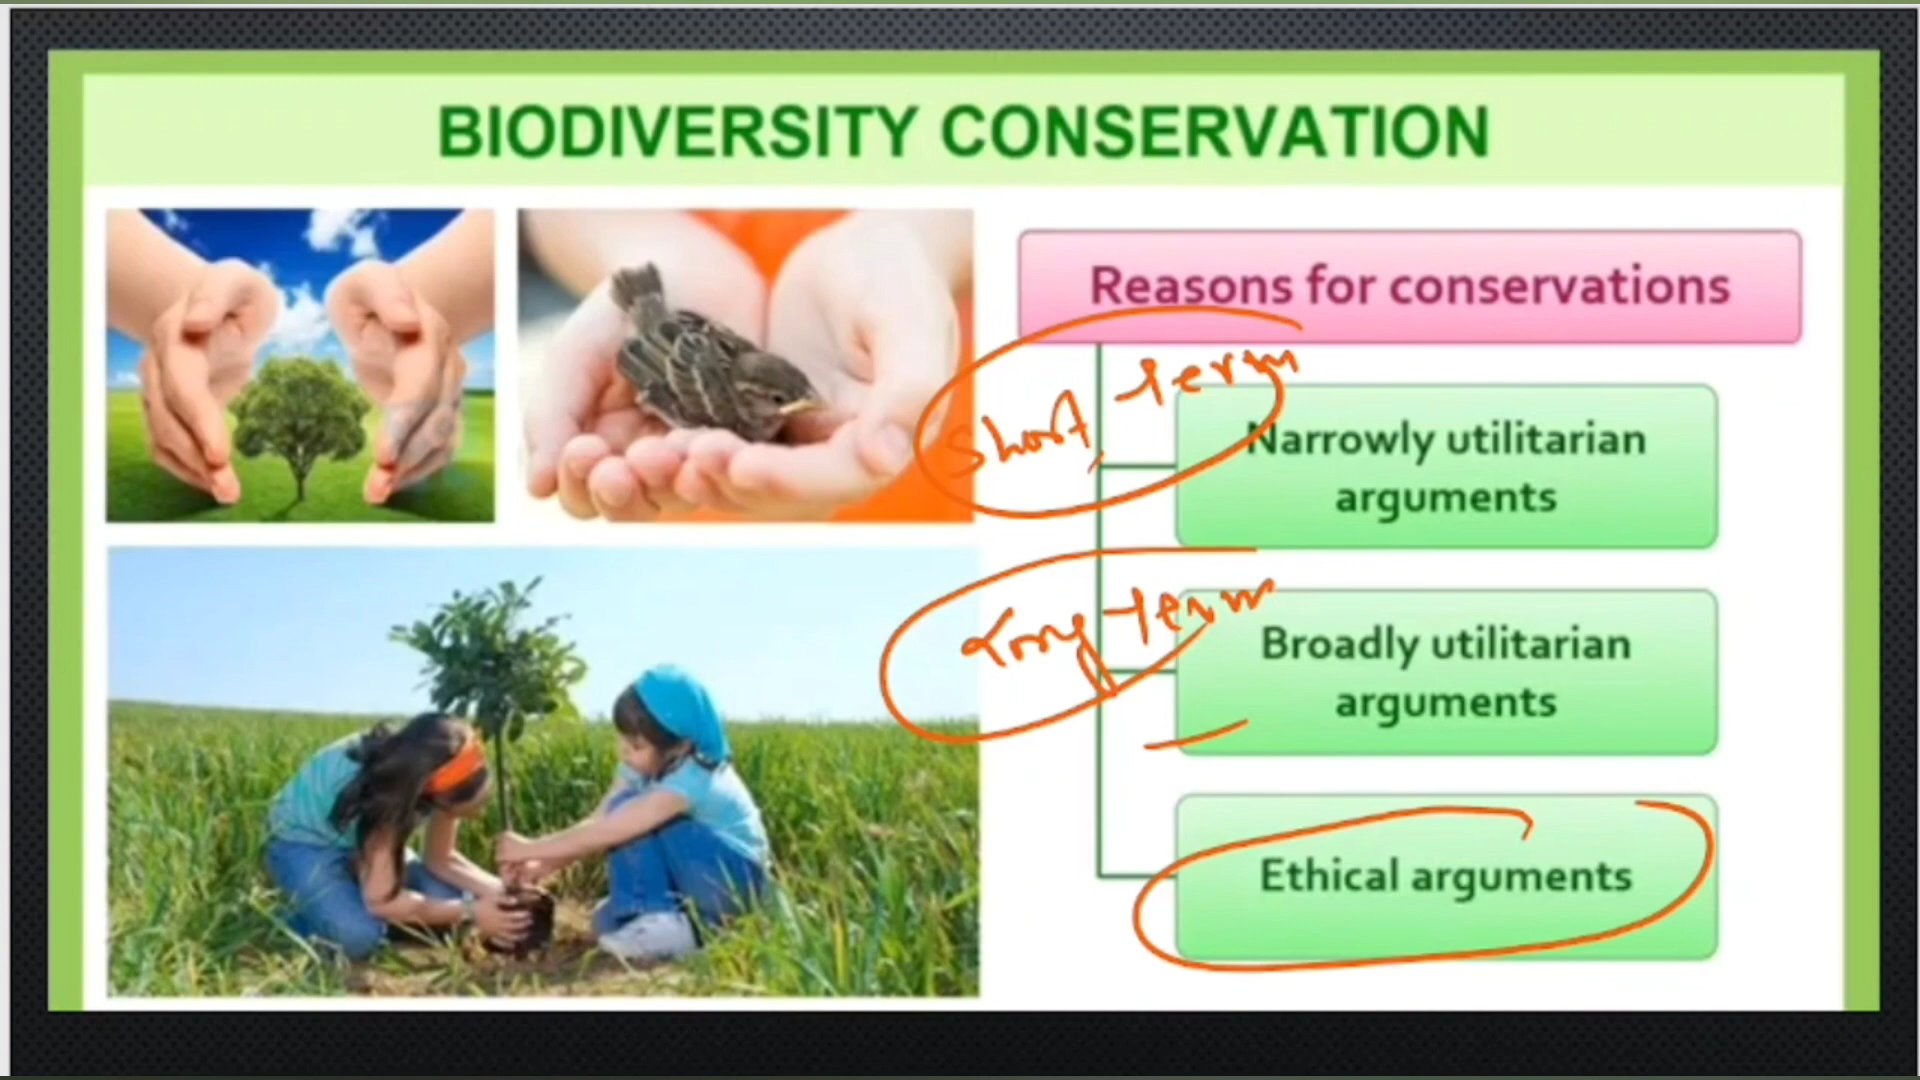 BIODIVERSITY CONSERVATION
Reasons for conservations
Short term
Narrowly utilitarian
arguments
long term
Broadly utilitarian
arguments
Ethical arguments